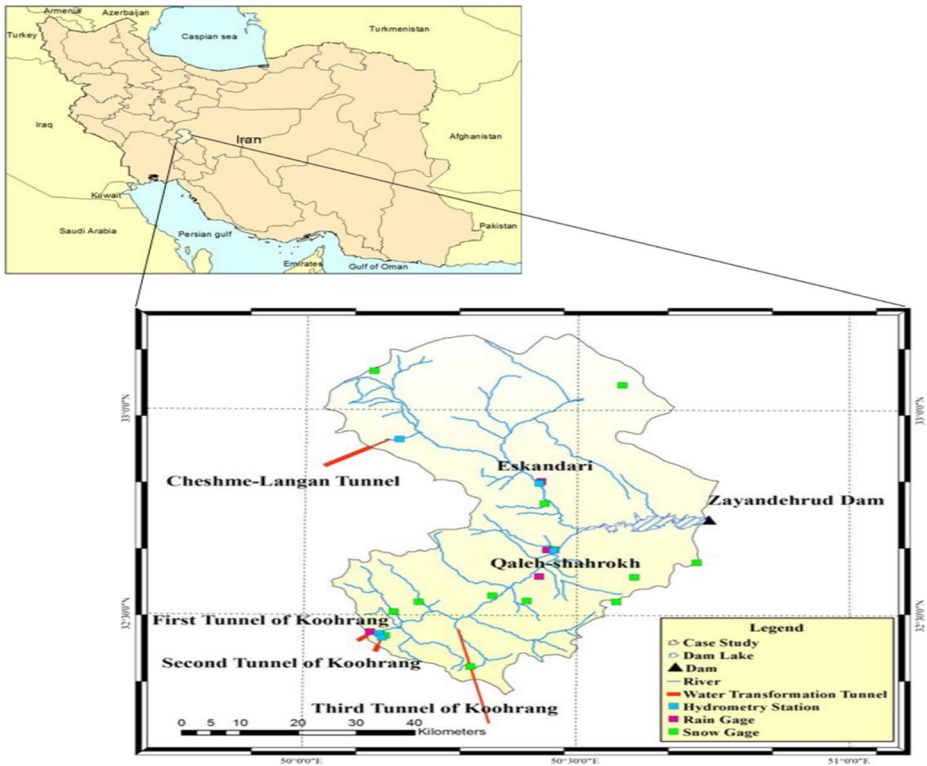 Armenia
Azerbaijan
Turkey
Caspian sea
Turkmenistan
Iraq
Iran
Afghanistan
Kuwait
Saudi Arabia
Persian gulf
Pakistan
Emirates
Gulf of Oman
33°0'0"
33°0'0"
Eskandari
Cheshme-Langan Tunnel
Zayandehrud Dam
Qaleh-shahrokh
32°30'0"
32°30'0"
First Tunnel of Koohrang
Second Tunnel of Koohrang
Third Tunnel of Koohrang
Legend
Case Study
Dam Lake
Dam
River
Water Transformation Tunnel
Hydrometry Station
Rain Gage
Snow Gage
0 5 10 20 30 40
Kilometers
50°0'0"E
50°30'0"E
51°0'0"E